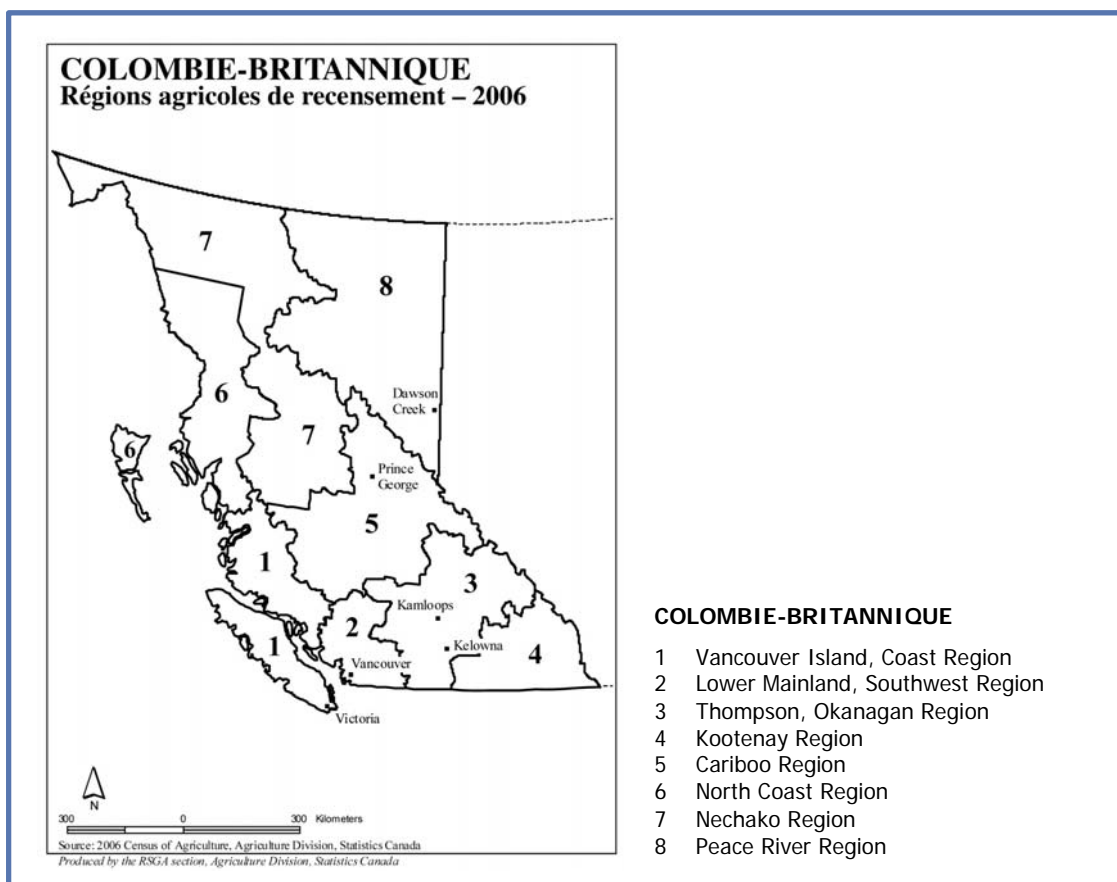 COLOMBIE-BRITANNIQUE
Régions agricoles de recensement – 2006
7
8
6
Dawson
Creek
6
7
Prince
George
5
1
3
Kamloops
2
Kelowna
4
1
Vancouver
Victoria
N
300 0 300 Kilometers
Source: 2006 Census of Agriculture, Agriculture Division, Statistics Canada
Produced by the RSGA section, Agriculture Division, Statistics Canada
COLOMBIE-BRITANNIQUE
1 Vancouver Island, Coast Region
2 Lower Mainland, Southwest Region
3 Thompson, Okanagan Region
4 Kootenay Region
5 Cariboo Region
6 North Coast Region
7 Nechako Region
8 Peace River Region